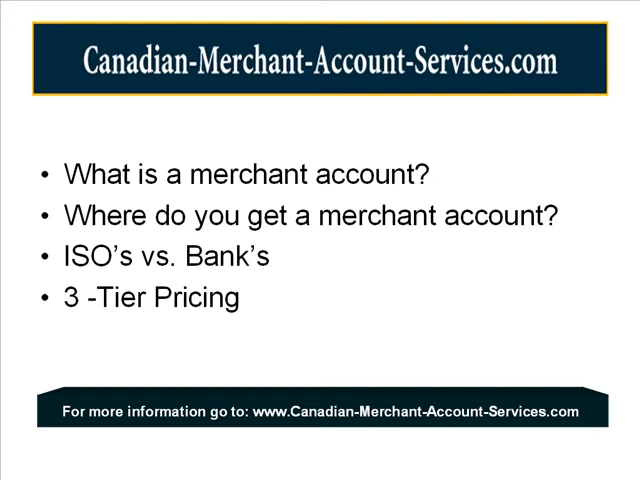 Canadian-Merchant-Account-Services.com
• What is a merchant account?
• Where do you get a merchant account?
• ISO's vs. Bank's
• 3 -Tier Pricing
For more information go to: www.Canadian-Merchant-Account-Services.com